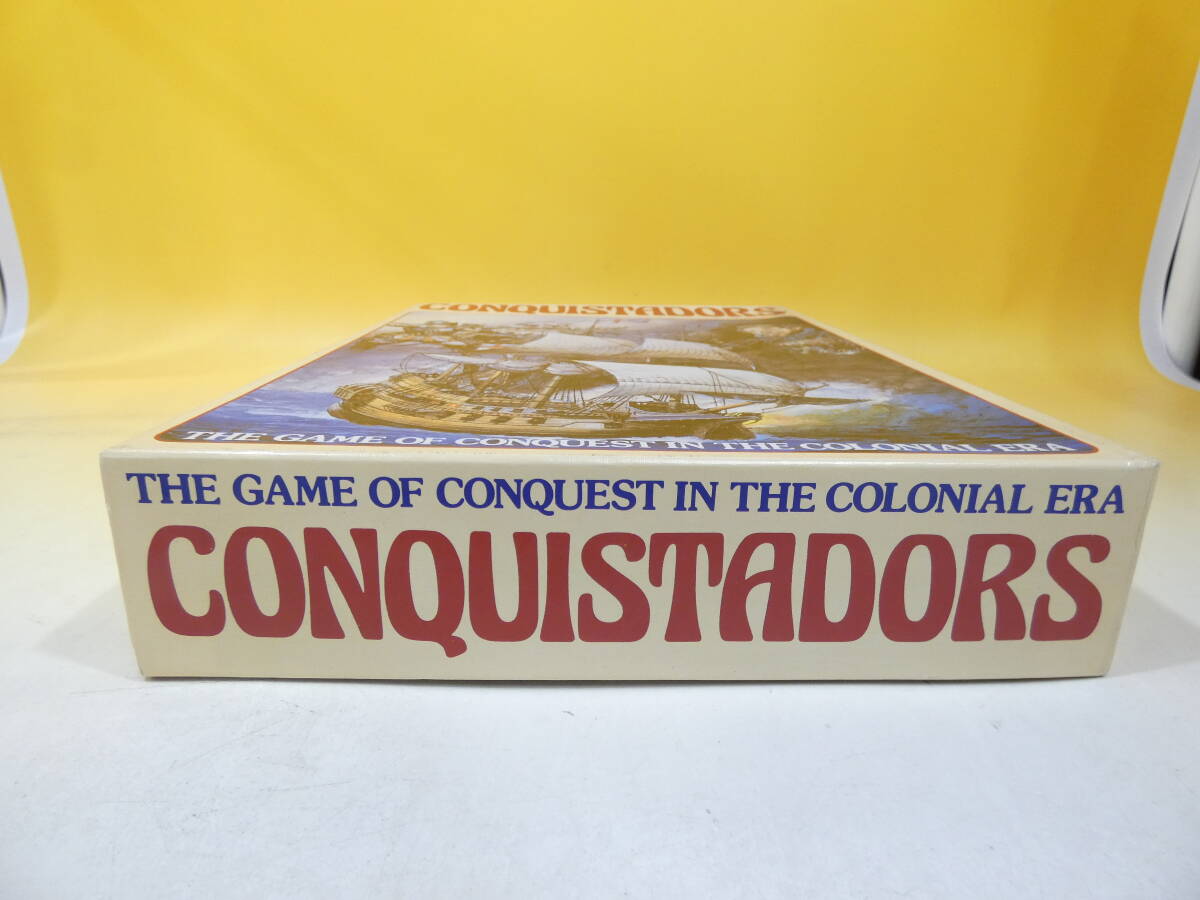 CONQUISTADORS
THE GAME OF CONQUEST IN THE COLONIAL ERA
THE GAME OF CONQUEST IN THE COLONIAL ERA
CONQUISTADORS